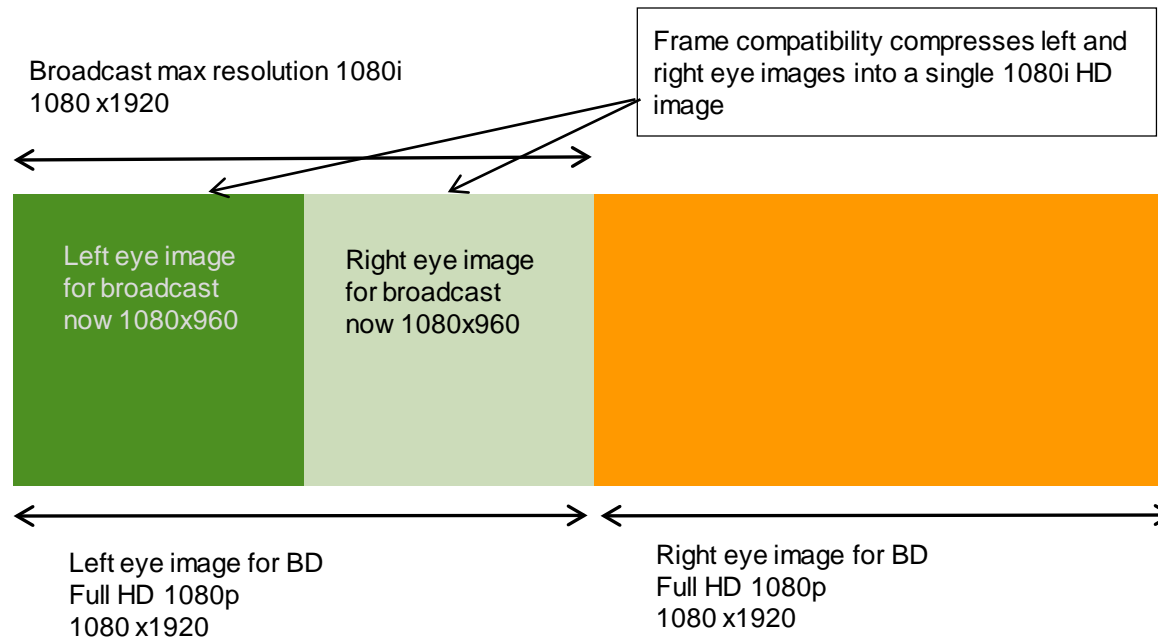 Broadcast max resolution 1080i
1080 x1920
Frame compatibility compresses left and
right eye images into a single 1080i HD
image
Left eye image
for broadcast
now 1080x960
Right eye image
for broadcast
now 1080x960
Left eye image for BD
Full HD 1080p
1080 x1920
Right eye image for BD
Full HD 1080p
1080 x1920